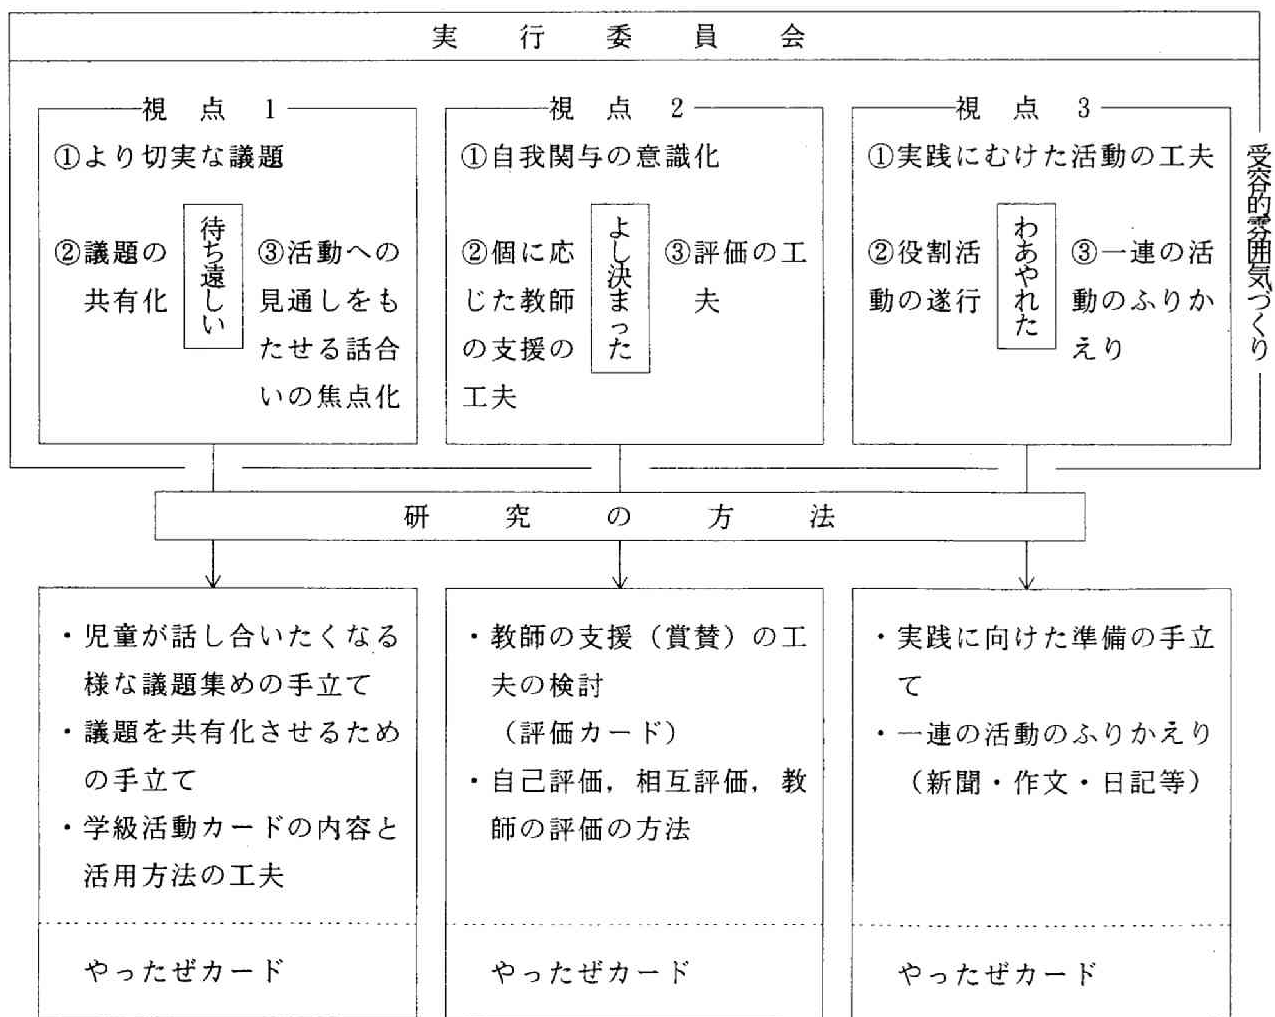 実行委員会
視点1
①より切実な議題
②議題の
共有化
待ち遠しい
③活動への
見通しをも
たせる話合
いの焦点化
視点2
①自我関与の意識化
②個に応
じた教師
の支援の
工夫
よし決まった
③評価の工
夫
視点3
①実践にむけた活動の工夫
②役割活
動の遂行
わあやれた
③一連の活
動のふりか
えり
受容的雰囲気づくり
研究の方法
・児童が話し合いたくなる
様な議題集めの手立て
・議題を共有化させるため
の手立て
・学級活動カードの内容と
活用方法の工夫
やったぜカード
・教師の支援（賞賛）の工
夫の検討
（評価カード）
・自己評価，相互評価，教
師の評価の方法
やったぜカード
・実践に向けた準備の手立
て
・一連の活動のふりかえり
（新聞・作文・日記等）
やったぜカード